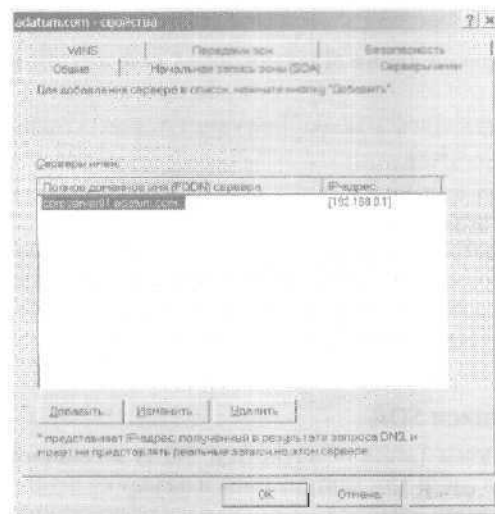 adatum.com - свойства
WINS
Передачи зон
Безопасность
Общие
Начальная запись зоны (SOA)
Серверы имен
Для добавления сервера в список, нажмите кнопку "Добавить".
Серверы имен:
Полное доменное имя (FQDN) сервера
IP-адрес
adatum.com.
[192.168.0.1]
Добавить...
Изменить...
Удалить
* представляет IP-адрес, полученный в результате запроса DNS, и
может не представлять реальные записи на этом сервере.
OK
Отмена